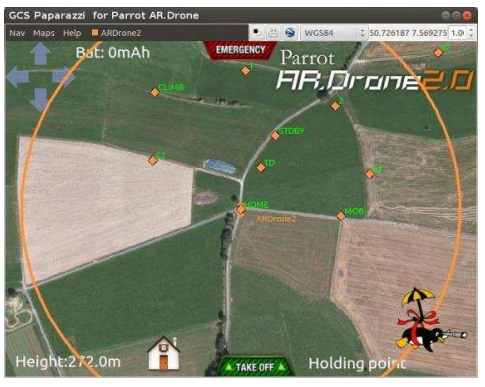 GCS Paparazzi for Parrot AR.Drone
Nav Maps Help ARDrone2 WGS84 50.726187 7.569275 1.0
Bat: 0mAh
EMERGENCY
Parrot
AR.Drone2.0
CLIMB
STDBY
S1
TD
HOME
ARDrone2
MOB
Height:272.0m
TAKE OFF
Holding point